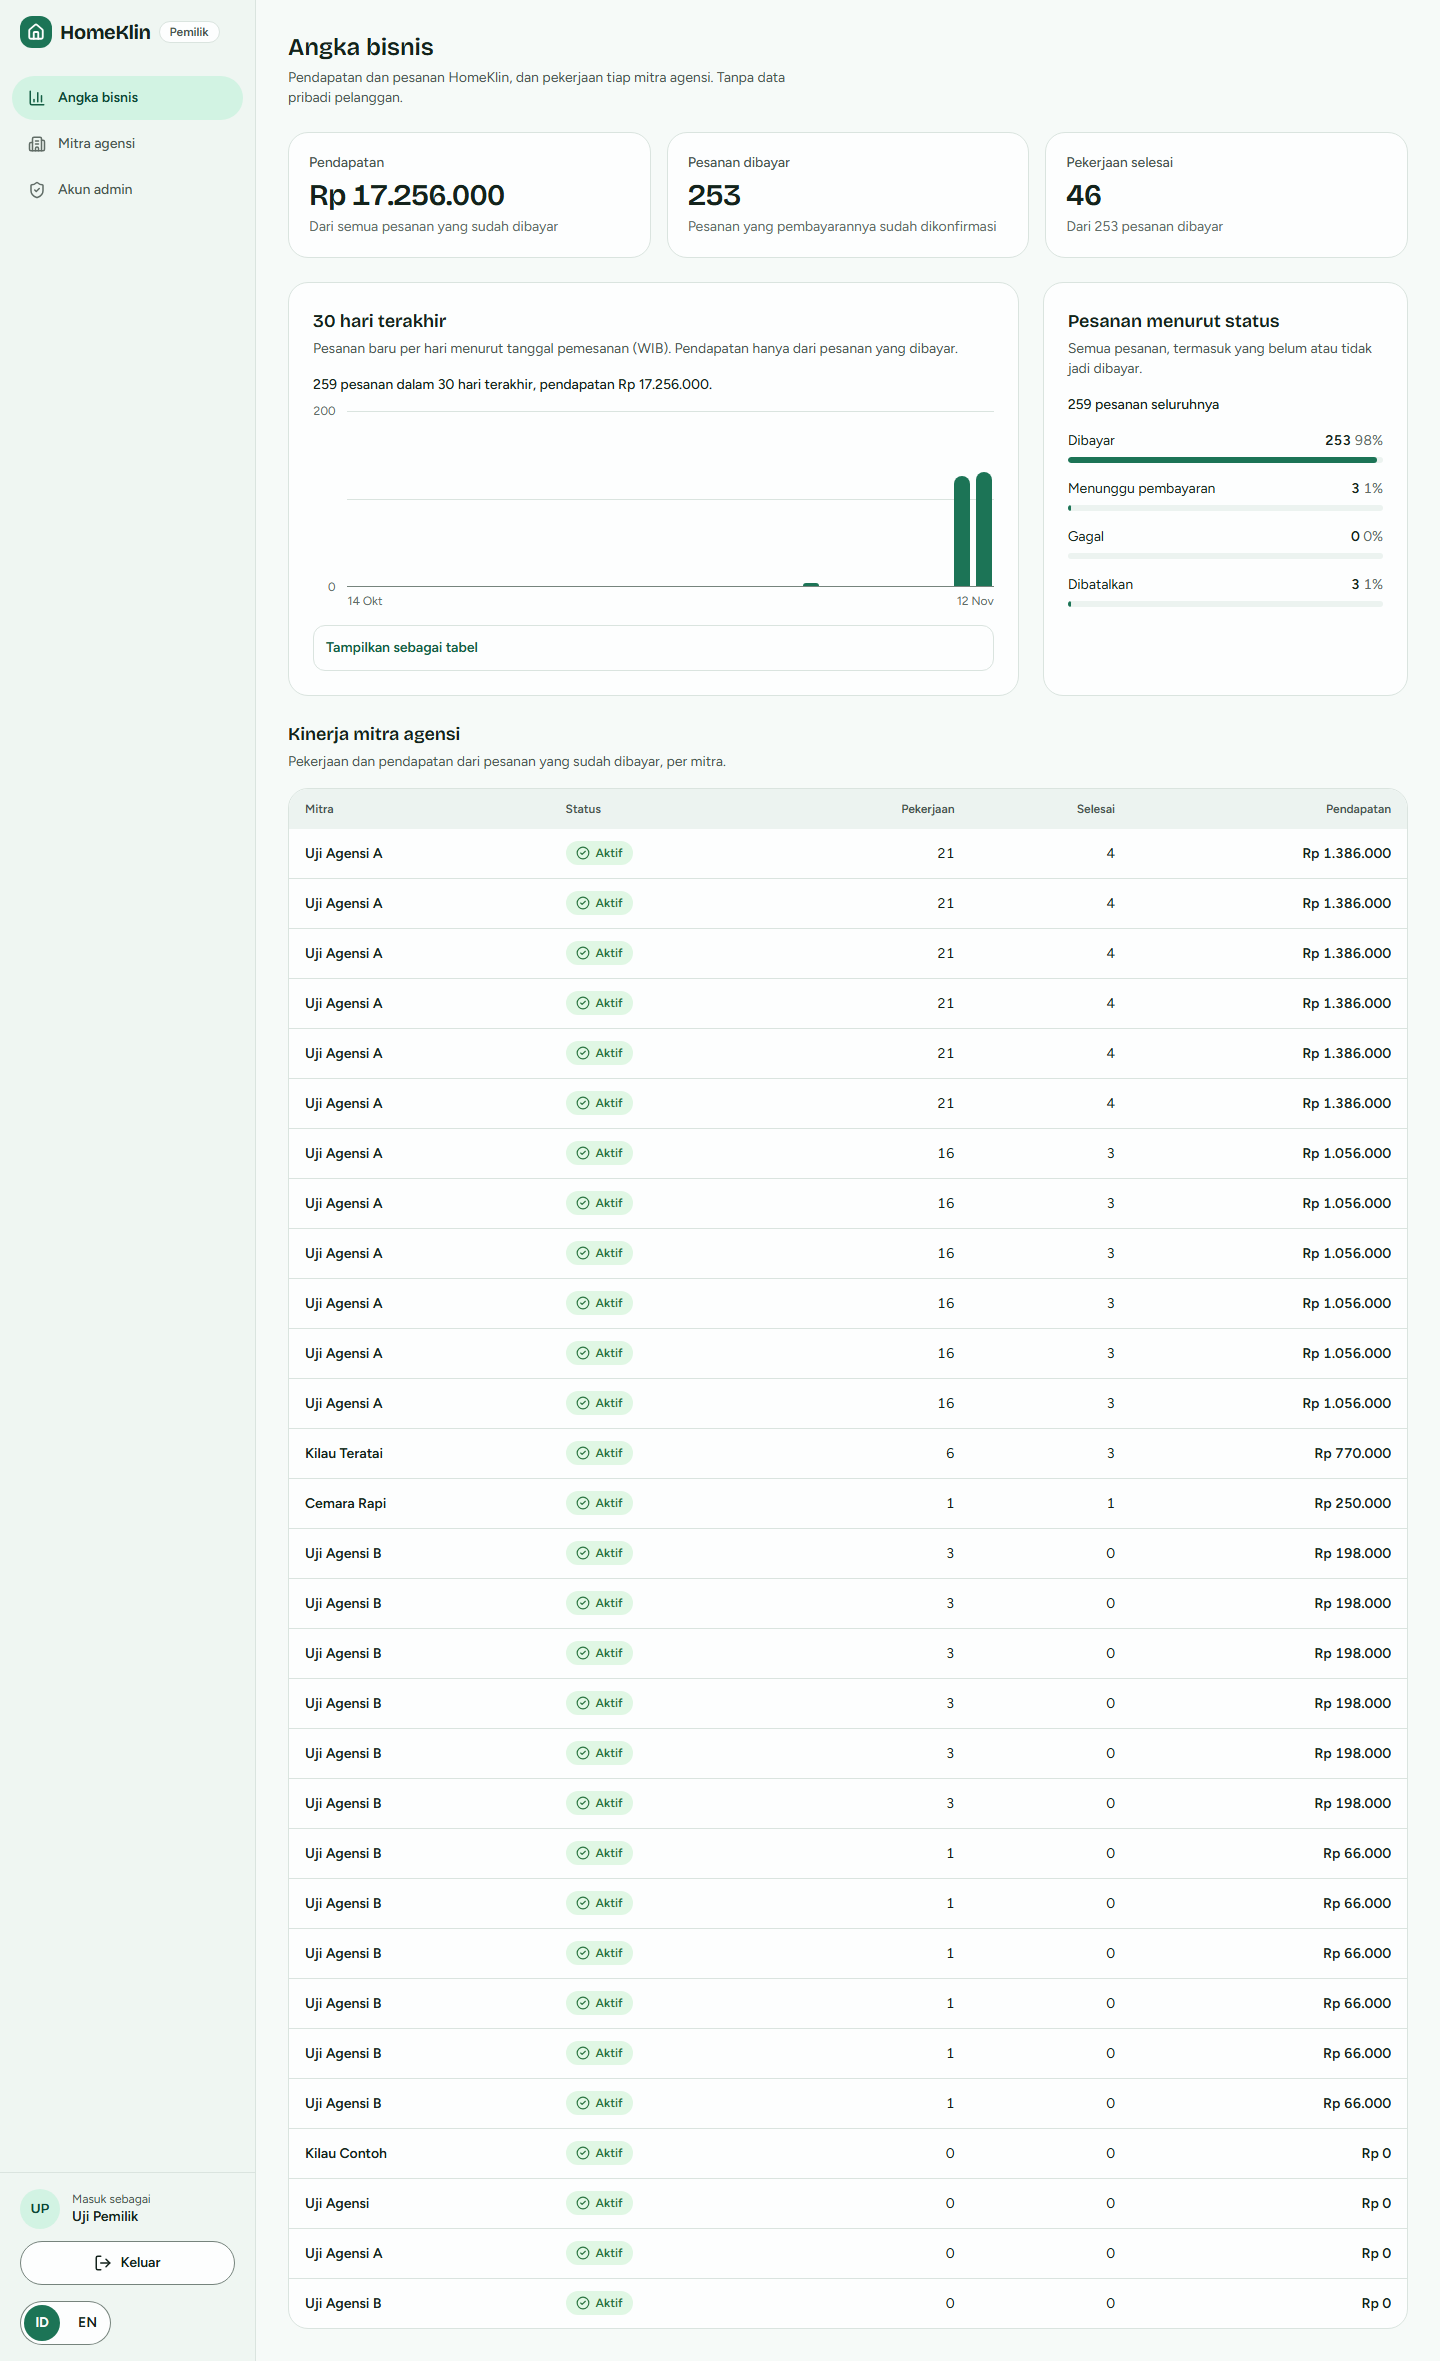 HomeKlin Pemilik
Angka bisnis
Mitra agensi
Akun admin
Angka bisnis
Pendapatan dan pesanan HomeKlin, dan pekerjaan tiap mitra agensi. Tanpa data
pribadi pelanggan.
Pendapatan
Rp 17.256.000
Dari semua pesanan yang sudah dibayar
Pesanan dibayar
253
Pesanan yang pembayarannya sudah dikonfirmasi
Pekerjaan selesai
46
Dari 253 pesanan dibayar
30 hari terakhir
Pesanan baru per hari menurut tanggal pemesanan (WIB). Pendapatan hanya dari pesanan yang dibayar.
259 pesanan dalam 30 hari terakhir, pendapatan Rp 17.256.000.
200
0
14 Okt 12 Nov
Tampilkan sebagai tabel
Pesanan menurut status
Semua pesanan, termasuk yang belum atau tidak
jadi dibayar.
259 pesanan seluruhnya
Dibayar 253 98%
Menunggu pembayaran 3 1%
Gagal 0 0%
Dibatalkan 3 1%
Kinerja mitra agensi
Pekerjaan dan pendapatan dari pesanan yang sudah dibayar, per mitra.
Mitra Status Pekerjaan Selesai Pendapatan
Uji Agensi A Aktif 21 4 Rp 1.386.000
Uji Agensi A Aktif 21 4 Rp 1.386.000
Uji Agensi A Aktif 21 4 Rp 1.386.000
Uji Agensi A Aktif 21 4 Rp 1.386.000
Uji Agensi A Aktif 21 4 Rp 1.386.000
Uji Agensi A Aktif 21 4 Rp 1.386.000
Uji Agensi A Aktif 16 3 Rp 1.056.000
Uji Agensi A Aktif 16 3 Rp 1.056.000
Uji Agensi A Aktif 16 3 Rp 1.056.000
Uji Agensi A Aktif 16 3 Rp 1.056.000
Uji Agensi A Aktif 16 3 Rp 1.056.000
Uji Agensi A Aktif 16 3 Rp 1.056.000
Kilau Teratai Aktif 6 3 Rp 770.000
Cemara Rapi Aktif 1 1 Rp 250.000
Uji Agensi B Aktif 3 0 Rp 198.000
Uji Agensi B Aktif 3 0 Rp 198.000
Uji Agensi B Aktif 3 0 Rp 198.000
Uji Agensi B Aktif 3 0 Rp 198.000
Uji Agensi B Aktif 3 0 Rp 198.000
Uji Agensi B Aktif 3 0 Rp 198.000
Uji Agensi B Aktif 1 0 Rp 66.000
Uji Agensi B Aktif 1 0 Rp 66.000
Uji Agensi B Aktif 1 0 Rp 66.000
Uji Agensi B Aktif 1 0 Rp 66.000
Uji Agensi B Aktif 1 0 Rp 66.000
Uji Agensi B Aktif 1 0 Rp 66.000
Kilau Contoh Aktif 0 0 Rp 0
Uji Agensi Aktif 0 0 Rp 0
Uji Agensi A Aktif 0 0 Rp 0
Uji Agensi B Aktif 0 0 Rp 0
UP
Masuk sebagai
Uji Pemilik
Keluar
ID EN